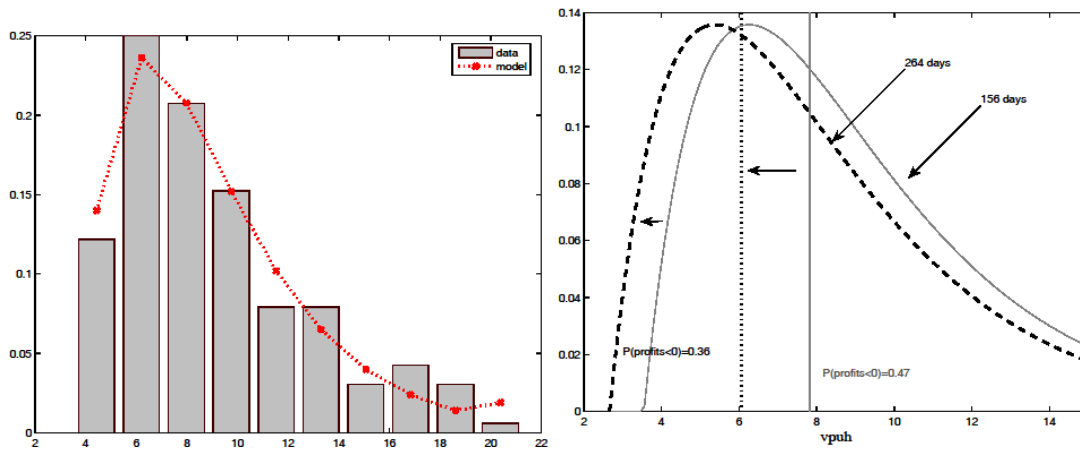 0.25
0.2
0.15
0.1
0.05
0
2 4 6 8 10 12 14 16 18 20 22
data
model
0.14
0.12
0.1
0.08
0.06
0.04
0.02
0
2 4 6 8 10 12 14
264 days
156 days
P(profits<0)=0.36
P(profits<0)=0.47
vpuh